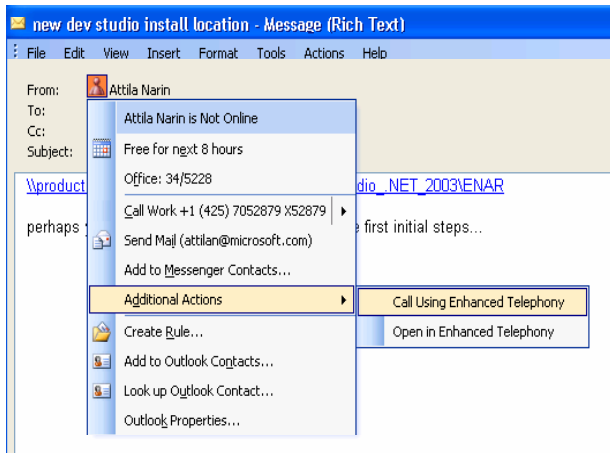 new dev studio install location - Message (Rich Text)
File Edit View Insert Format Tools Actions Help
From: Attila Narin
To:
Cc:
Subject:
Attila Narin is Not Online
Free for next 8 hours
Office: 34/5228
\\product dio_.NET_2003\ENAR
Call Work +1 (425) 7052879 X52879
perhaps first initial steps...
Send Mail (attilan@microsoft.com)
Add to Messenger Contacts...
Additional Actions
Call Using Enhanced Telephony
Create Rule...
Open in Enhanced Telephony
Add to Outlook Contacts...
Look up Outlook Contact...
Outlook Properties...